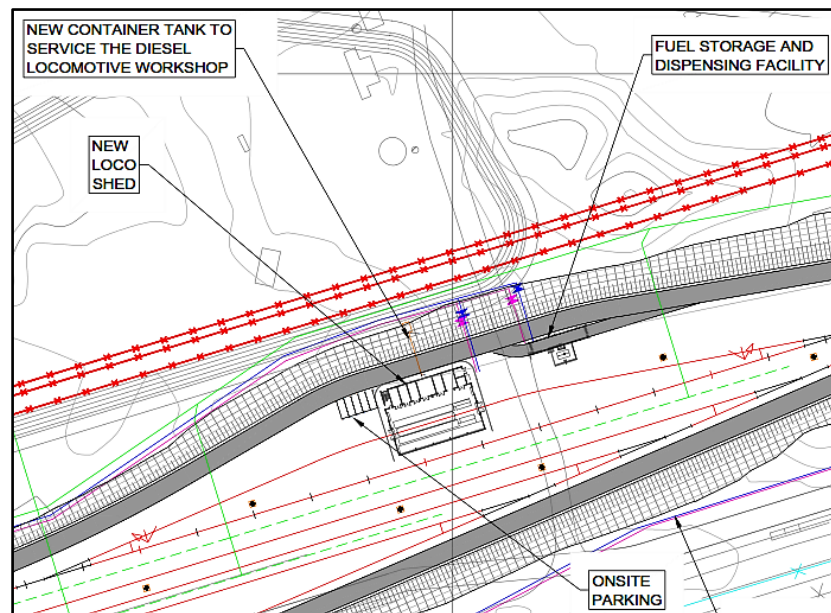 NEW CONTAINER TANK TO
SERVICE THE DIESEL
LOCOMOTIVE WORKSHOP
FUEL STORAGE AND
DISPENSING FACILITY
NEW
LOCO
SHED
ONSITE
PARKING